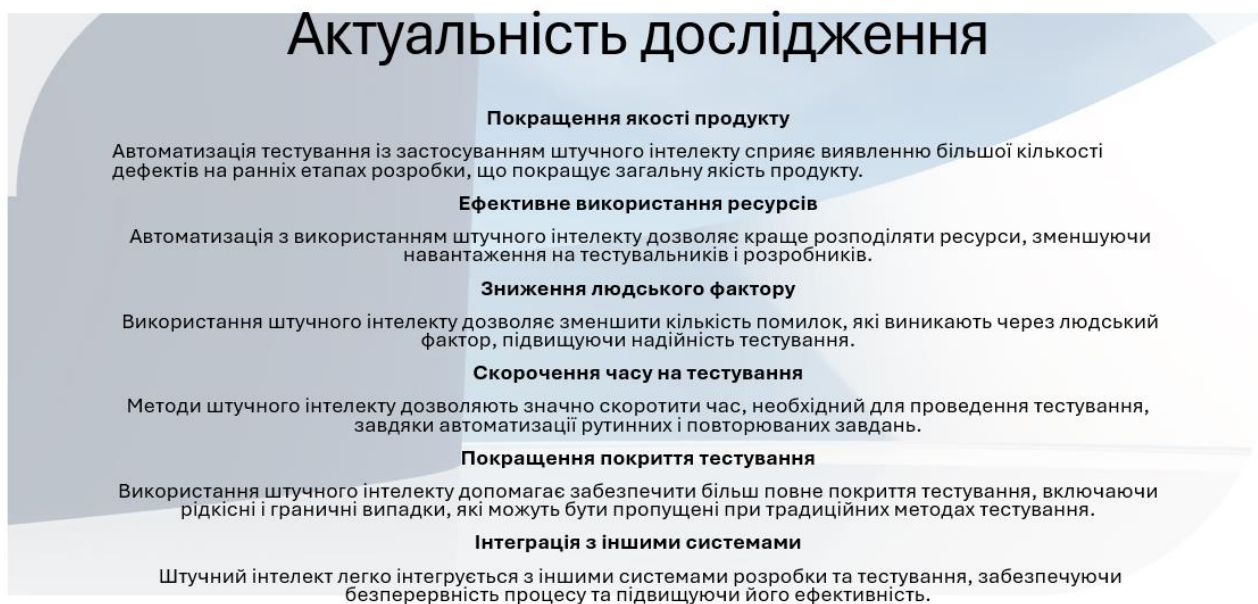 Актуальність дослідження
Покращення якості продукту
Автоматизація тестування із застосуванням штучного інтелекту сприяє виявленню більшої кількості
дефектів на ранніх етапах розробки, що покращує загальну якість продукту.
Ефективне використання ресурсів
Автоматизація з використанням штучного інтелекту дозволяє краще розподіляти ресурси, зменшуючи
навантаження на тестувальників і розробників.
Зниження людського фактору
Використання штучного інтелекту дозволяє зменшити кількість помилок, які виникають через людський
фактор, підвищуючи надійність тестування.
Скорочення часу на тестування
Методи штучного інтелекту дозволяють значно скоротити час, необхідний для проведення тестування,
завдяки автоматизації рутинних і повторюваних завдань.
Покращення покриття тестування
Використання штучного інтелекту допомагає забезпечити більш повне покриття тестування, включаючи
рідкісні і граничні випадки, які можуть бути пропущені при традиційних методах тестування.
Інтеграція з іншими системами
Штучний інтелект легко інтегрується з іншими системами розробки та тестування, забезпечуючи
безперервність процесу та підвищуючи його ефективність.